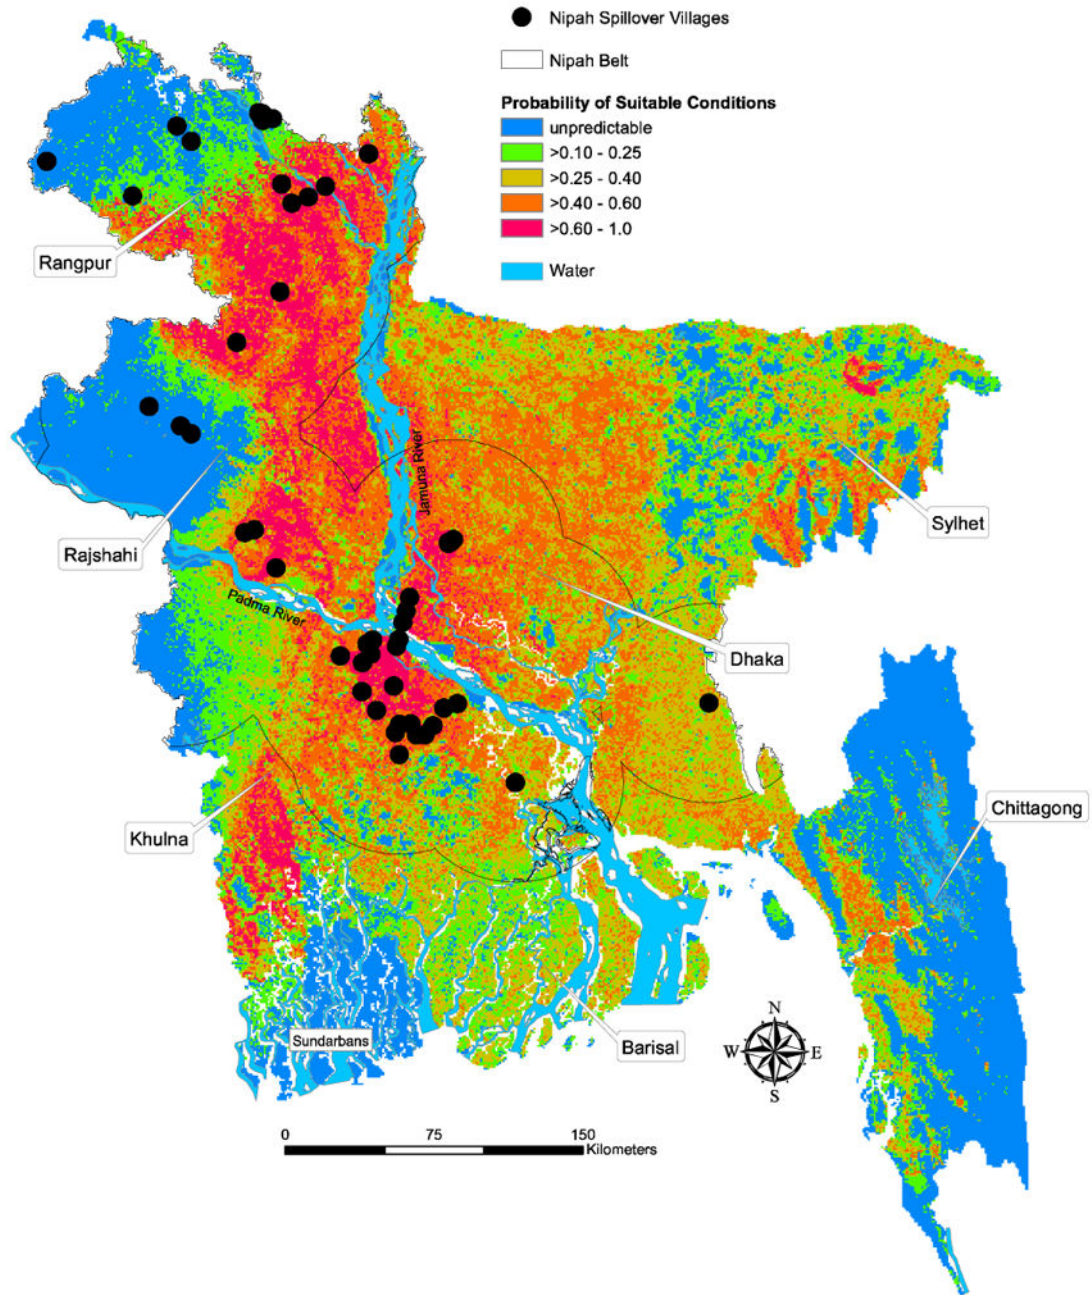 Nipah Spillover Villages
Nipah Belt
Probability of Suitable Conditions
unpredictable
>0.10 - 0.25
>0.25 - 0.40
>0.40 - 0.60
>0.60 - 1.0
Water
Rangpur
Jamuna River
Sylhet
Rajshahi
Padma River
Dhaka
Chittagong
Khulna
Sundarbans
Barisal
N
W
E
S
0 75 150
Kilometers